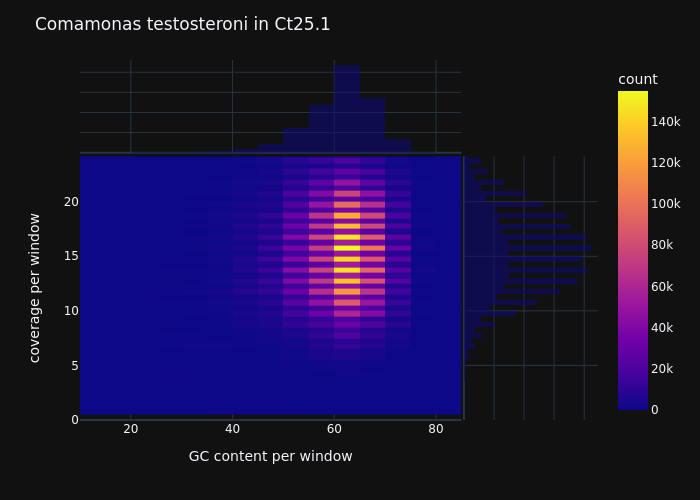 Comamonas testosteroni in Ct25.1
count
140k
120k
100k
80k
60k
40k
20k
0
coverage per window
20
15
10
5
0
20 40 60 80
GC content per window